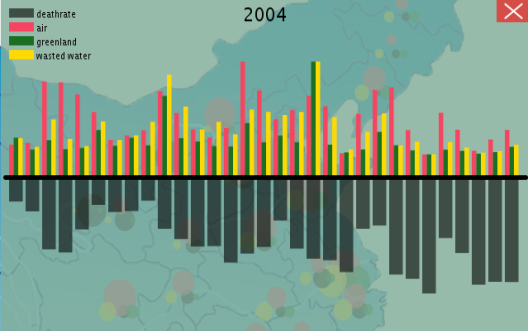 2004
deathrate
air
greenland
wasted water